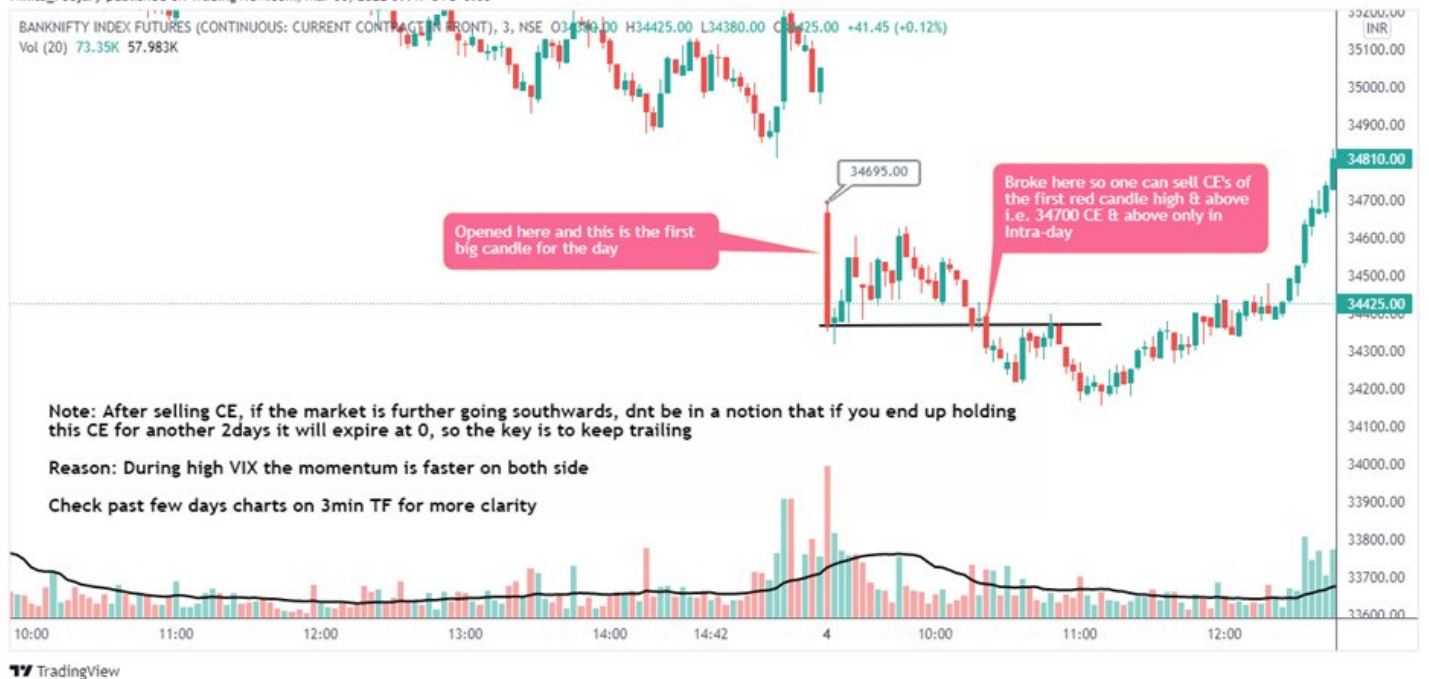 BANKNIFTY INDEX FUTURES (CONTINUOUS: CURRENT CONTRACT IN FRONT), 3, NSE H34425.00 L34380.00 +41.45 (+0.12%)
Vol (20) 73.35K 57.983K
INR
35100.00
35000.00
34900.00
34810.00
34700.00
34600.00
34500.00
34425.00
34400.00
34300.00
34200.00
34100.00
34000.00
33900.00
33800.00
33700.00
33600.00
34695.00
Opened here and this is the first
big candle for the day
Broke here so one can sell CE's of
the first red candle high & above
i.e. 34700 CE & above only in
Intra-day
Note: After selling CE, if the market is further going southwards, dnt be in a notion that if you end up holding
this CE for another 2days it will expire at 0, so the key is to keep trailing
Reason: During high VIX the momentum is faster on both side
Check past few days charts on 3min TF for more clarity
10:00 11:00 12:00 13:00 14:00 14:42 4 10:00 11:00 12:00
TradingView